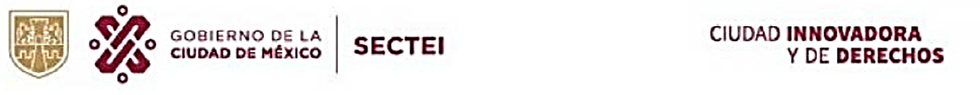 GOBIERNO DE LA
CIUDAD DE MÉXICO
SECTEI
CIUDAD INNOVADORA
Y DE DERECHOS